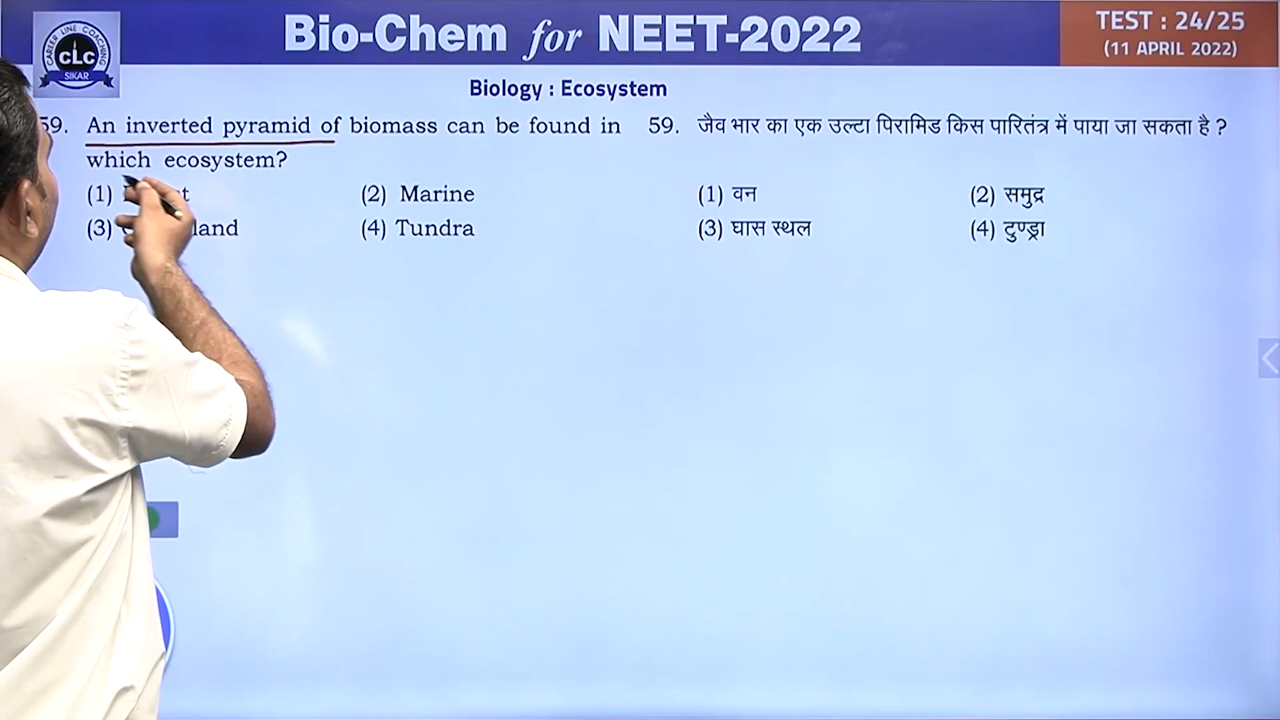 Bio-Chem for NEET-2022
TEST : 24/25
(11 APRIL 2022)
CAREER LINE COACHING
CLC
SIKAR
Biology : Ecosystem
59. An inverted pyramid of biomass can be found in
which ecosystem?
(1)
(2) Marine
(3)
(4) Tundra
59. जैव भार का एक उल्टा पिरामिड किस पारितंत्र में पाया जा सकता है ?
(1) वन
(2) समुद्र
(3) घास स्थल
(4) टुण्ड्रा